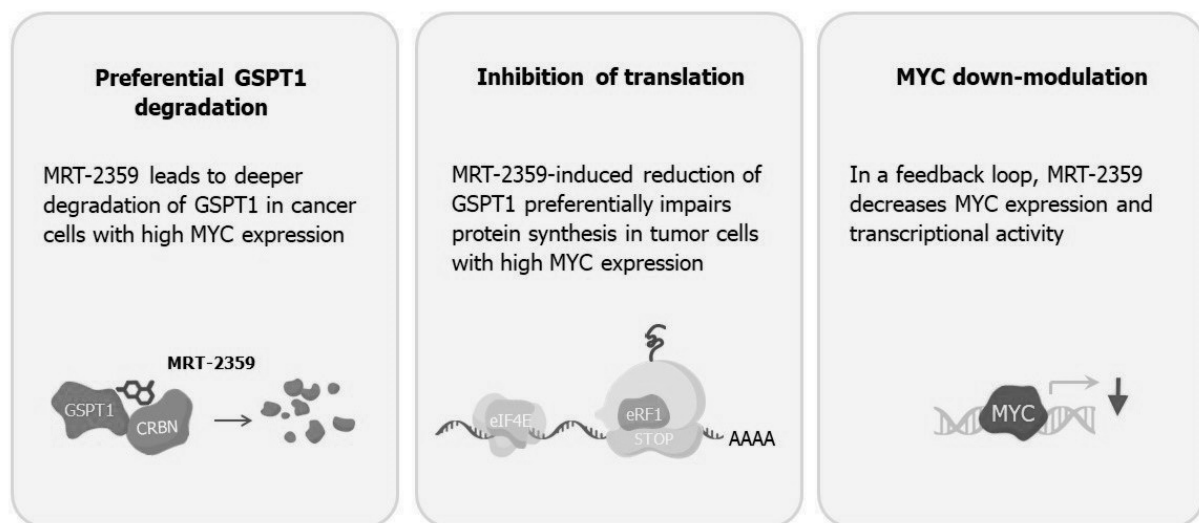 Preferential GSPT1
degradation
MRT-2359 leads to deeper
degradation of GSPT1 in cancer
cells with high MYC expression
MRT-2359
GSPT1
CRBN
Inhibition of translation
MRT-2359-induced reduction of
GSPT1 preferentially impairs
protein synthesis in tumor cells
with high MYC expression
eIF4E
eRF1
STOP
AAAA
MYC down-modulation
In a feedback loop, MRT-2359
decreases MYC expression and
transcriptional activity
MYC